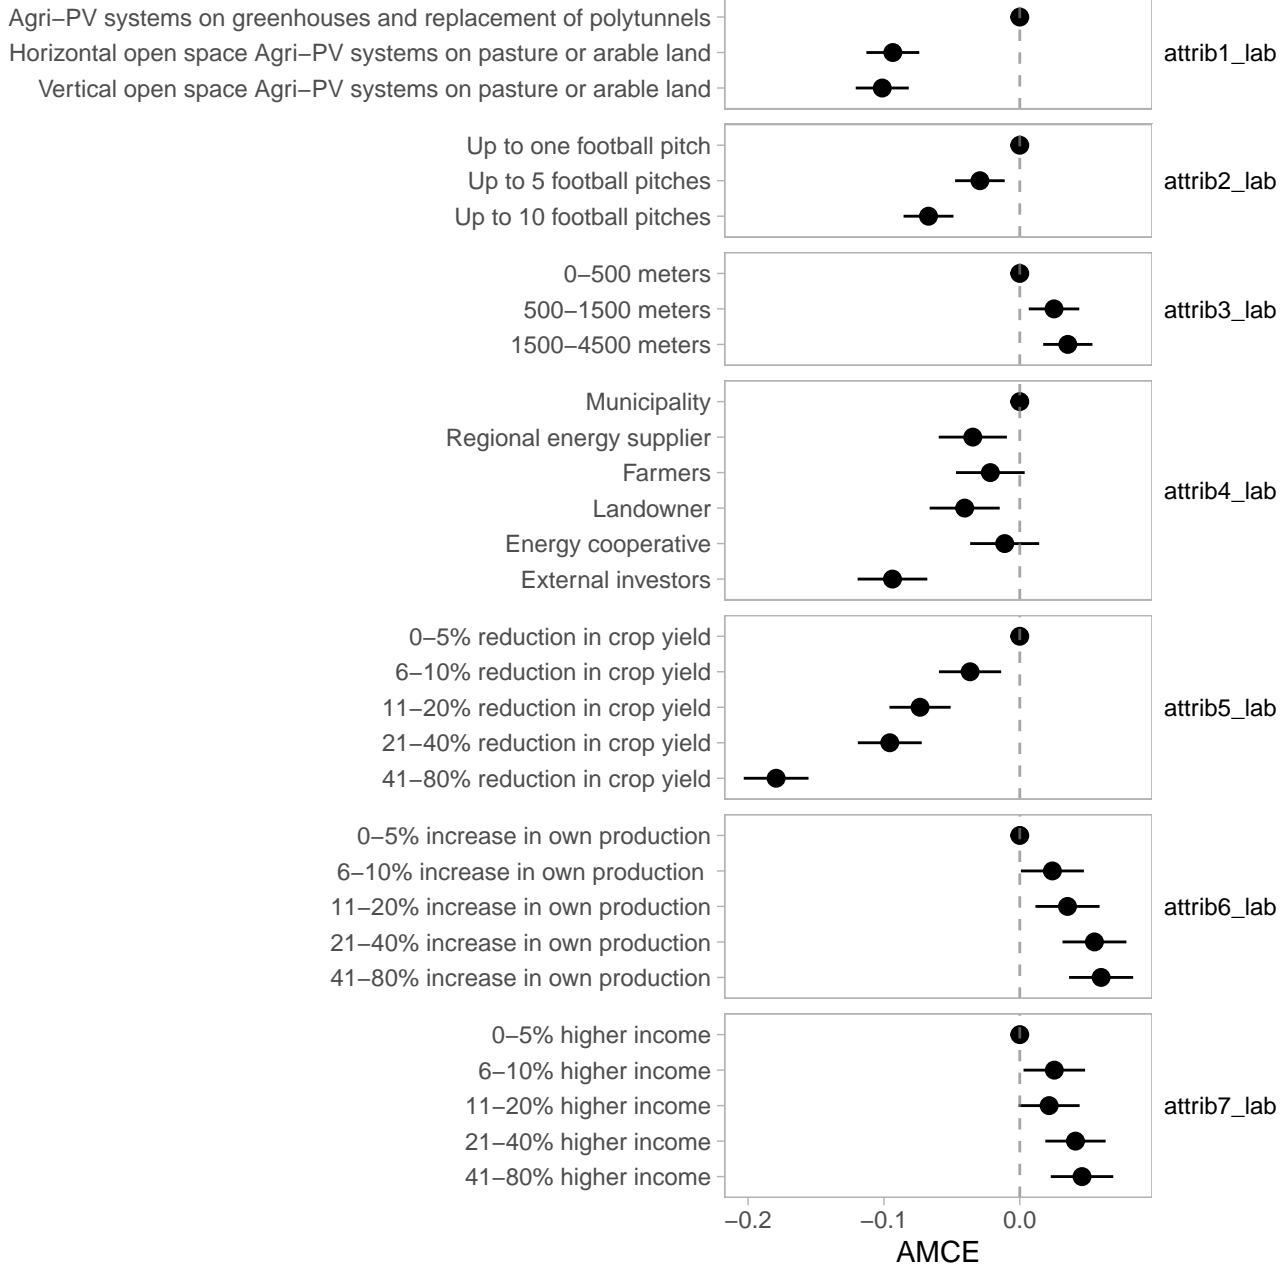 Agri−PV systems on greenhouses and replacement of polytunnels
Horizontal open space Agri−PV systems on pasture or arable land
Vertical open space Agri−PV systems on pasture or arable land
attrib1_lab
Up to one football pitch
Up to 5 football pitches
Up to 10 football pitches
attrib2_lab
0−500 meters
500−1500 meters
1500−4500 meters
attrib3_lab
Municipality
Regional energy supplier
Farmers
Landowner
Energy cooperative
External investors
attrib4_lab
0−5% reduction in crop yield
6−10% reduction in crop yield
11−20% reduction in crop yield
21−40% reduction in crop yield
41−80% reduction in crop yield
attrib5_lab
0−5% increase in own production
6−10% increase in own production
11−20% increase in own production
21−40% increase in own production
41−80% increase in own production
attrib6_lab
0−5% higher income
6−10% higher income
11−20% higher income
21−40% higher income
41−80% higher income
attrib7_lab
−0.2 −0.1 0.0
AMCE